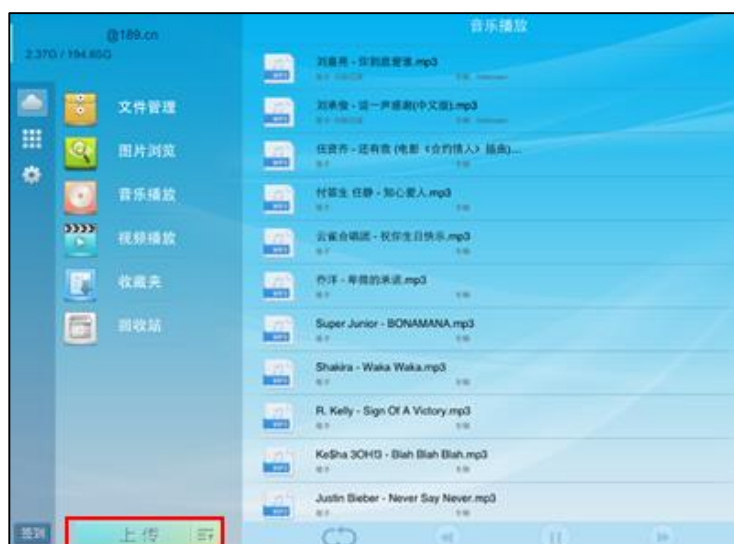 @189.cn
2.37G / 194.60G
音乐播放
文件管理
图片浏览
音乐播放
视频播放
收藏夹
回收站
签到
上传
刘嘉亮 - 你到底爱谁.mp3
刘承俊 - 说一声感谢(中文版).mp3
任贤齐 - 还有我 (电影《合约情人》插曲)...
付笛生 任静 - 知心爱人.mp3
云雀合唱团 - 祝你生日快乐.mp3
乔洋 - 卑微的承诺.mp3
Super Junior - BONAMANA.mp3
Shakira - Waka Waka.mp3
R. Kelly - Sign Of A Victory.mp3
Ke$ha 3OH!3 - Blah Blah Blah.mp3
Justin Bieber - Never Say Never.mp3